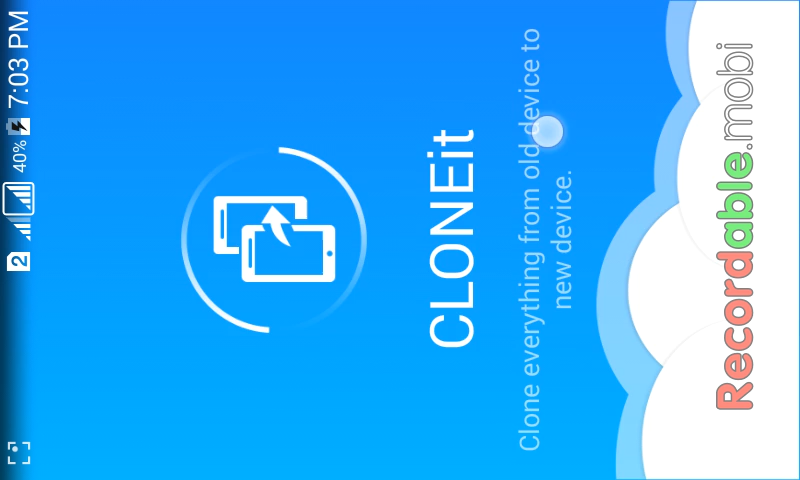 2 40% 7:03 PM
CLONEit
Clone everything from old device to
new device.
Recordable.mobi